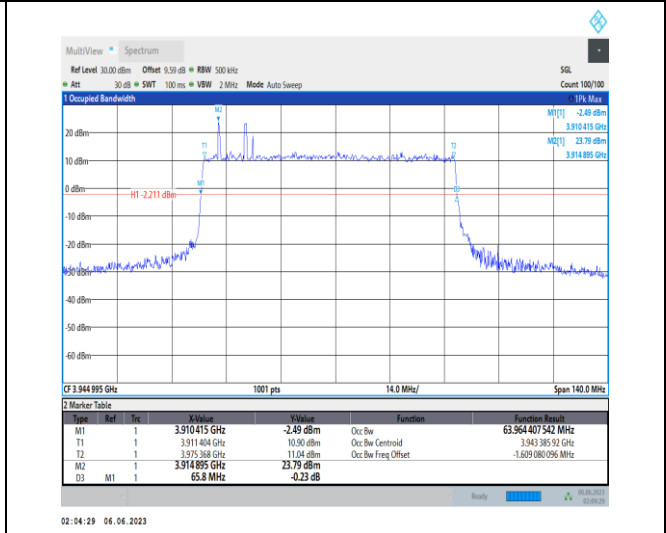 MultiView Spectrum
Ref Level 30.00 dBm Offset 9.59 dB RBW 500 kHz SGL
Att 30 dB SWT 100 ms VBW 2 MHz Mode Auto Sweep Count 100/100
1 Occupied Bandwidth 1Pk Max
M1[1] -2.49 dBm
3.910 415 GHz
M2[1] 23.79 dBm
3.914 895 GHz
M2
20 dBm
T1 T2
10 dBm
M1 D3
0 dBm
H1 -2.211 dBm
-10 dBm
-20 dBm
-30 dBm
-40 dBm
-50 dBm
-60 dBm
CF 3.944 995 GHz 1001 pts 14.0 MHz/ Span 140.0 MHz
2 Marker Table
Type Ref Trc X-Value Y-Value Function Function Result
M1 1 3.910 415 GHz -2.49 dBm Occ Bw 63.964 407 542 MHz
T1 1 3.911 404 GHz 10.90 dBm Occ Bw Centroid 3.943 385 92 GHz
T2 1 3.975 368 GHz 11.04 dBm Occ Bw Freq Offset -1.609 080 096 MHz
M2 1 3.914 895 GHz 23.79 dBm
D3 M1 1 65.8 MHz -0.23 dB
Ready 06.06.2023
02:04:29
02:04:29 06.06.2023